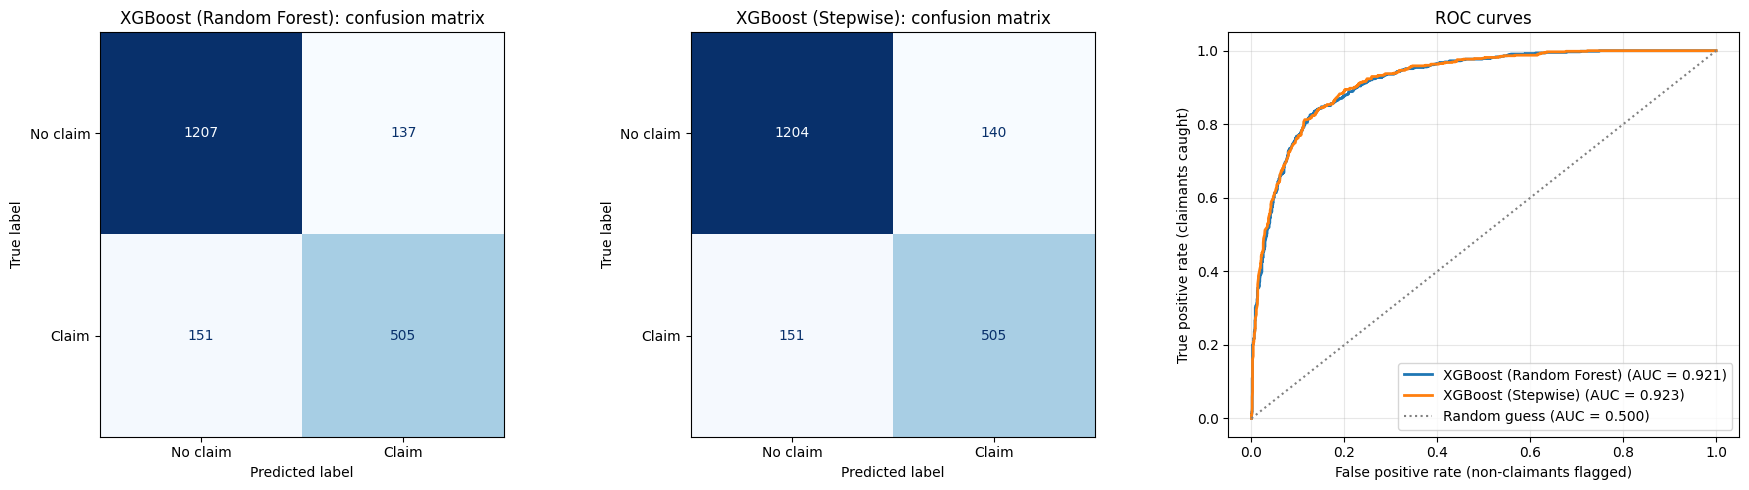 XGBoost (Random Forest): confusion matrix
No claim
Claim
True label
1207
137
151
505
No claim
Claim
Predicted label
XGBoost (Stepwise): confusion matrix
No claim
Claim
True label
1204
140
151
505
No claim
Claim
Predicted label
ROC curves
True positive rate (claimants caught)
1.0
0.8
0.6
0.4
0.2
0.0
XGBoost (Random Forest) (AUC = 0.921)
XGBoost (Stepwise) (AUC = 0.923)
Random guess (AUC = 0.500)
0.0
0.2
0.4
0.6
0.8
1.0
False positive rate (non-claimants flagged)